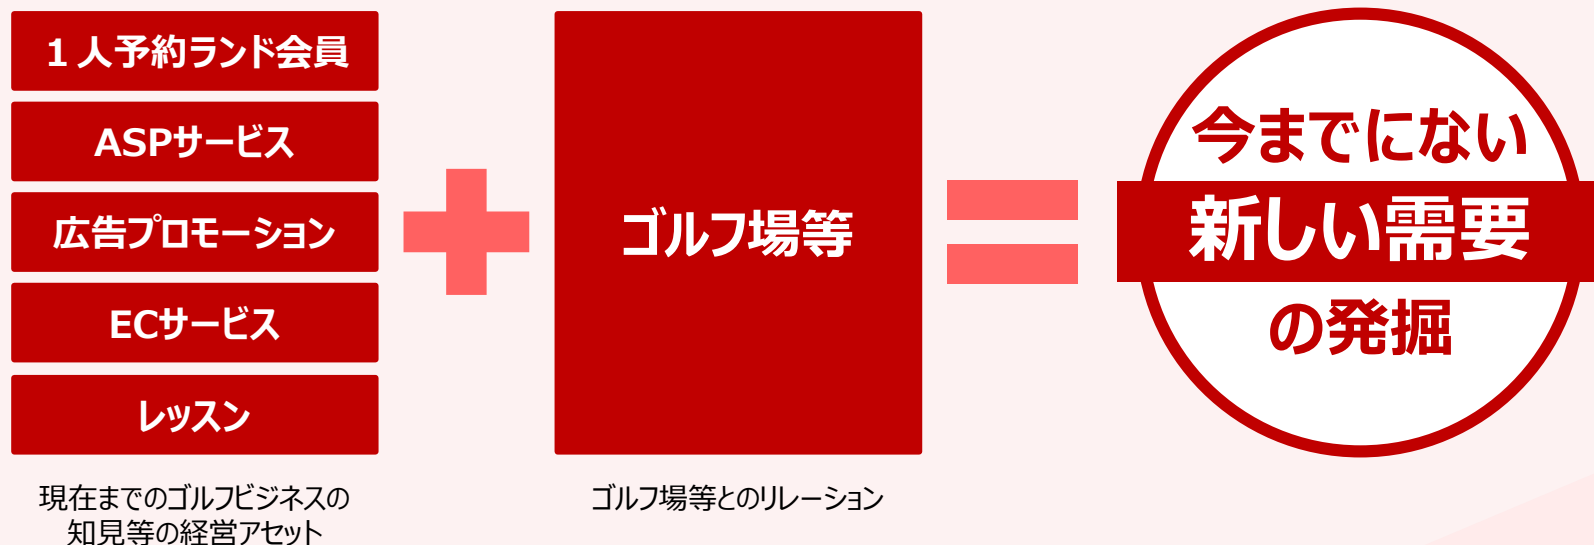 1人予約ランド会員
ASPサービス
広告プロモーション
ECサービス
レッスン
現在までのゴルフビジネスの
知見等の経営アセット
ゴルフ場等
ゴルフ場等とのリレーション
今までにない
新しい需要
の発掘